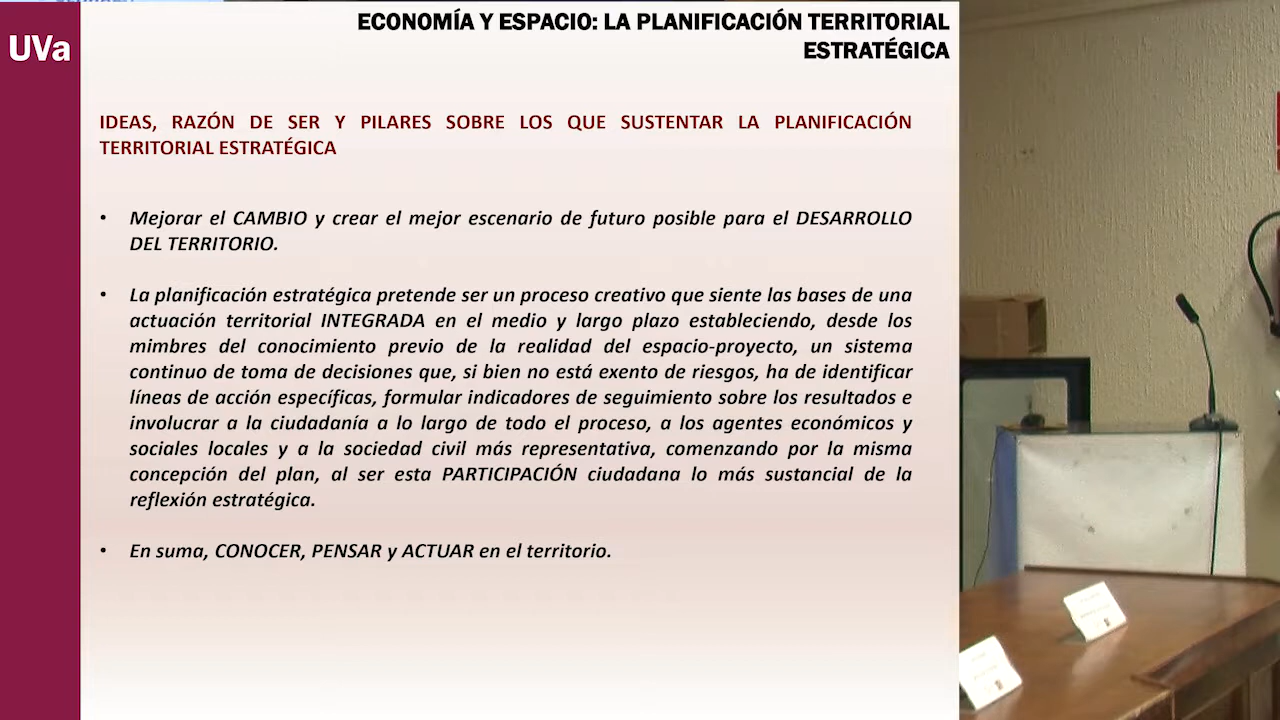 ECONOMÍA Y ESPACIO: LA PLANIFICACIÓN TERRITORIAL
ESTRATÉGICA
UVa
IDEAS, RAZÓN DE SER Y PILARES SOBRE LOS QUE SUSTENTAR LA PLANIFICACIÓN
TERRITORIAL ESTRATÉGICA
• Mejorar el CAMBIO y crear el mejor escenario de futuro posible para el DESARROLLO
DEL TERRITORIO.
• La planificación estratégica pretende ser un proceso creativo que siente las bases de una
actuación territorial INTEGRADA en el medio y largo plazo estableciendo, desde los
mimbres del conocimiento previo de la realidad del espacio-proyecto, un sistema
continuo de toma de decisiones que, si bien no está exento de riesgos, ha de identificar
líneas de acción específicas, formular indicadores de seguimiento sobre los resultados e
involucrar a la ciudadanía a lo largo de todo el proceso, a los agentes económicos y
sociales locales y a la sociedad civil más representativa, comenzando por la misma
concepción del plan, al ser esta PARTICIPACIÓN ciudadana lo más sustancial de la
reflexión estratégica.
• En suma, CONOCER, PENSAR y ACTUAR en el territorio.